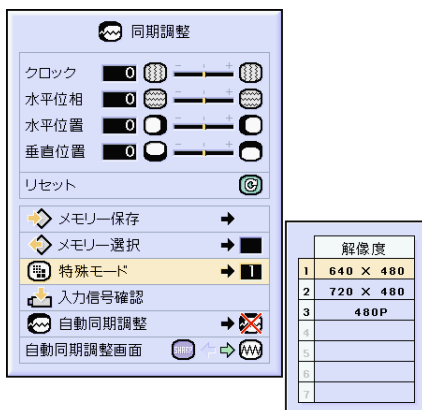 同期調整
クロック 0 - +
水平位相 0 - +
水平位置 0 - +
垂直位置 0 - +
リセット
メモリー保存
メモリー選択
特殊モード 1
入力信号確認
自動同期調整
自動同期調整画面 SHARP
解像度
1 640 × 480
2 720 × 480
3 480P
4
5
6
7